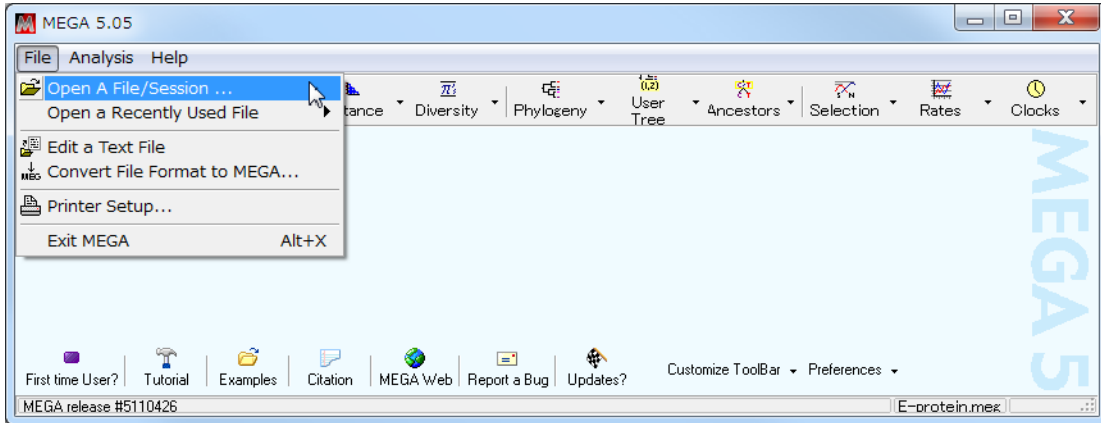 MEGA 5.05
File Analysis Help
Open A File/Session ...
Open a Recently Used File
Edit a Text File
Convert File Format to MEGA...
Printer Setup...
Exit MEGA Alt+X
tance
Diversity
Phylogeny
User
Tree
Ancestors
Selection
Rates
Clocks
MEGA 5
First time User?
Tutorial
Examples
Citation
MEGA Web
Report a Bug
Updates?
Customize ToolBar
Preferences
MEGA release #5110426
E-protein.meg